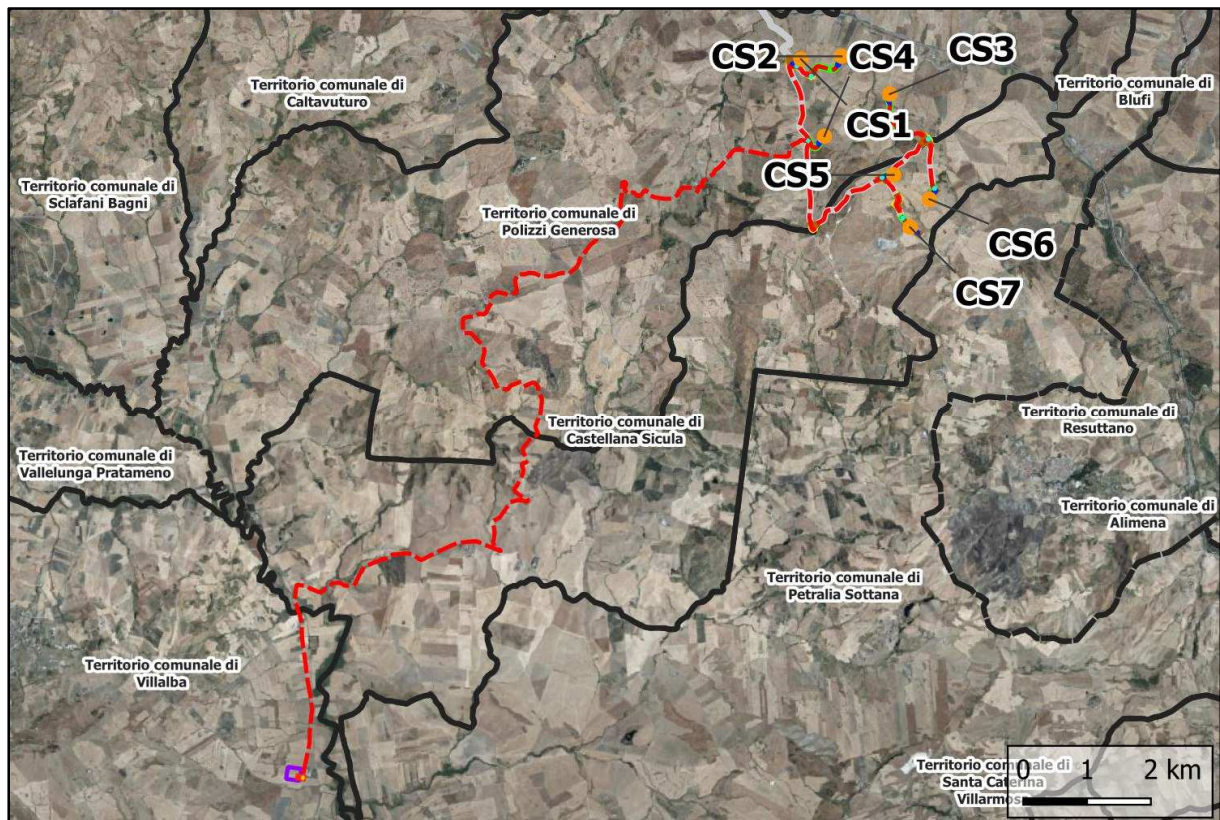 CS2
CS4
CS3
Territorio comunale di
Caltavuturo
Territorio comunale di
Blufi
CS1
CS5
Territorio comunale di
Sclafani Bagni
Territorio comunale di
Polizzi Generosa
CS6
CS7
Territorio comunale di
Castellana Sicula
Territorio comunale di
Resuttano
Territorio comunale di
Vallelunga Pratameno
Territorio comunale di
Alimena
Territorio comunale di
Petralia Sottana
Territorio comunale di
Villalba
Territorio comunale di
Santa Caterina
Villarmosa
0 1 2 km